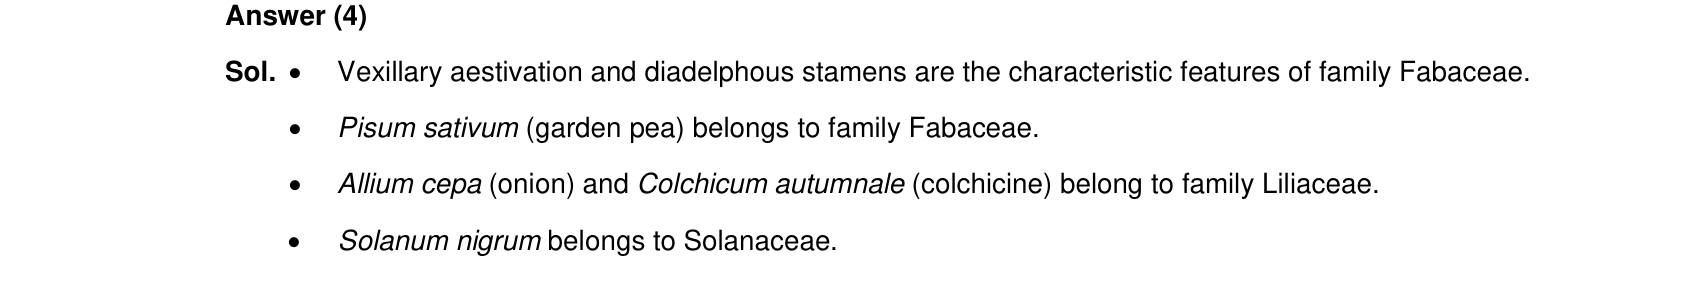 Answer (4)
Sol. • Vexillary aestivation and diadelphous stamens are the characteristic features of family Fabaceae.
• Pisum sativum (garden pea) belongs to family Fabaceae.
• Allium cepa (onion) and Colchicum autumnale (colchicine) belong to family Liliaceae.
• Solanum nigrum belongs to Solanaceae.